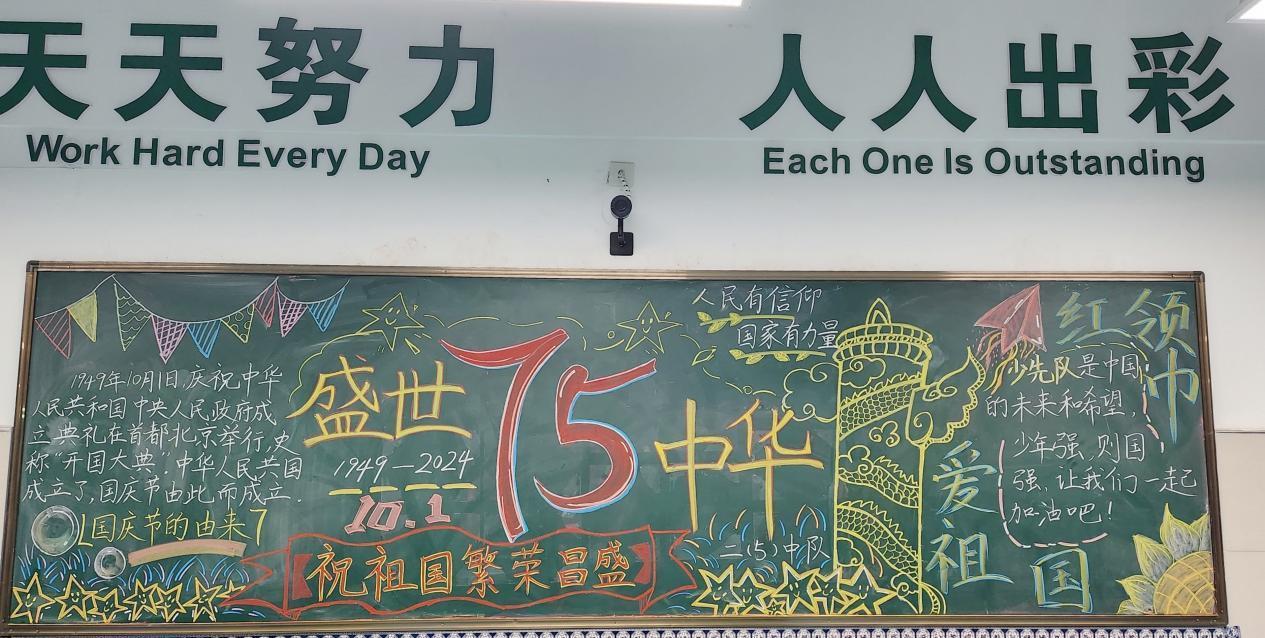 天天努力
Work Hard Every Day
人人出彩
Each One Is Outstanding
1949年10月1日,庆祝中华
人民共和国中央人民政府成
立典礼在首都北京举行,史
称“开国大典”.中华人民共国
成立了,国庆节由此而成立.
国庆节的由来
盛世
75
中华
1949—2024
10.1
祝祖国繁荣昌盛
人民有信仰
国家有力量
二(5)中队
爱祖国
红领巾
少先队是中国
的未来和希望,
少年强,则国
强,让我们一起
加油吧!